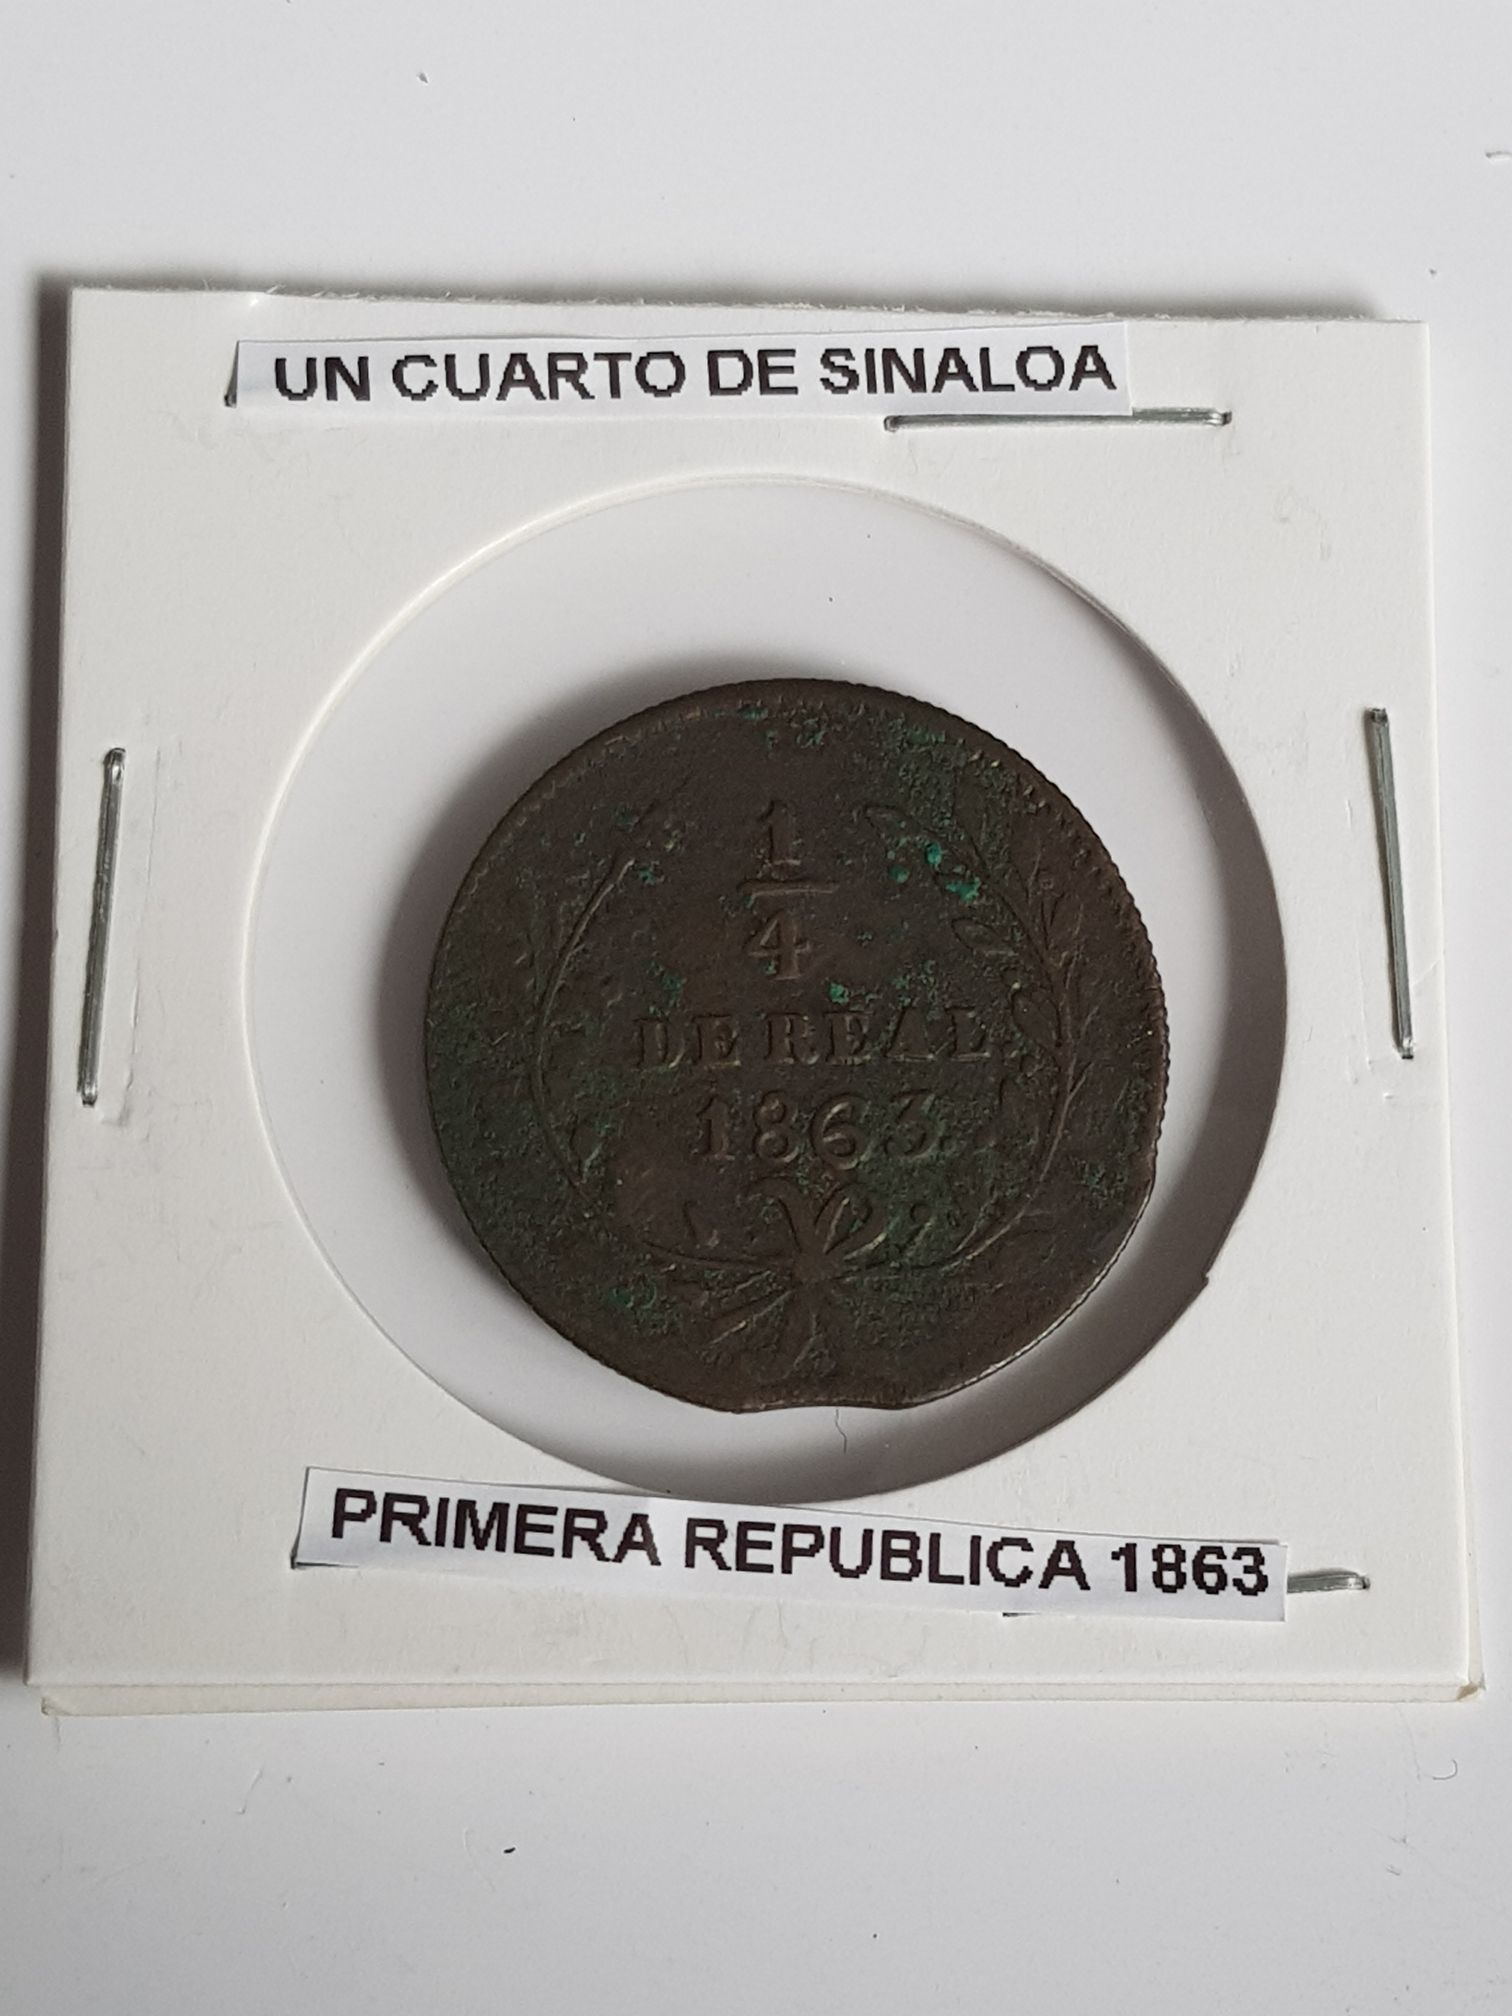 UN CUARTO DE SINALOA
1
4
DE REAL
1863
PRIMERA REPUBLICA 1863